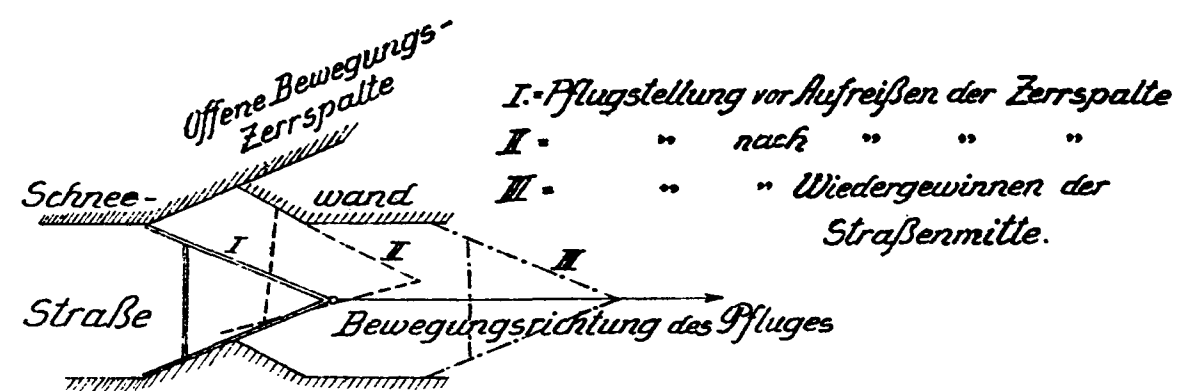 Offene Bewegungs-
Zerrspalte
I.=Pflugstellung vor Aufreißen der Zerrspalte
II= " nach " " "
III= " " Wiedergewinnen der
Straßenmitte.
Schnee- wand
I
II
III
Straße
Bewegungsrichtung des Pfluges